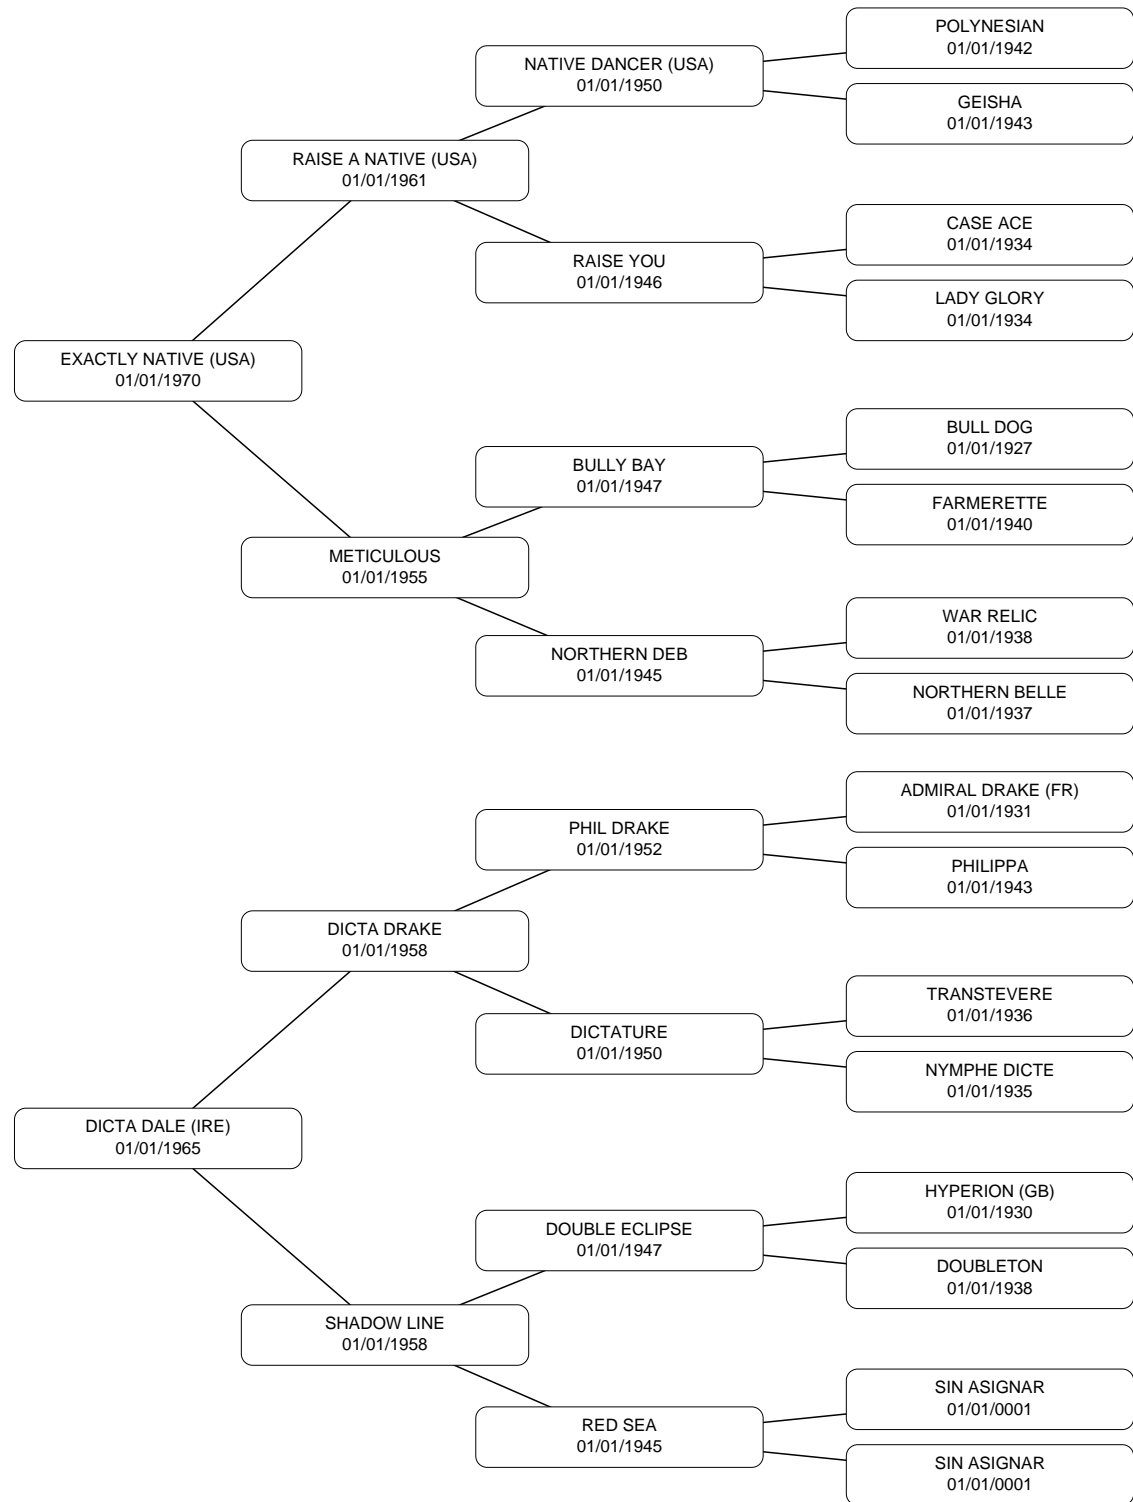 POLYNESIAN
01/01/1942
NATIVE DANCER (USA)
01/01/1950
GEISHA
01/01/1943
RAISE A NATIVE (USA)
01/01/1961
CASE ACE
01/01/1934
RAISE YOU
01/01/1946
LADY GLORY
01/01/1934
EXACTLY NATIVE (USA)
01/01/1970
BULL DOG
01/01/1927
BULLY BAY
01/01/1947
FARMERETTE
01/01/1940
METICULOUS
01/01/1955
WAR RELIC
01/01/1938
NORTHERN DEB
01/01/1945
NORTHERN BELLE
01/01/1937
ADMIRAL DRAKE (FR)
01/01/1931
PHIL DRAKE
01/01/1952
PHILIPPA
01/01/1943
DICTA DRAKE
01/01/1958
TRANSTEVERE
01/01/1936
DICTATURE
01/01/1950
NYMPHE DICTE
01/01/1935
DICTA DALE (IRE)
01/01/1965
HYPERION (GB)
01/01/1930
DOUBLE ECLIPSE
01/01/1947
DOUBLETON
01/01/1938
SHADOW LINE
01/01/1958
SIN ASIGNAR
01/01/0001
RED SEA
01/01/1945
SIN ASIGNAR
01/01/0001